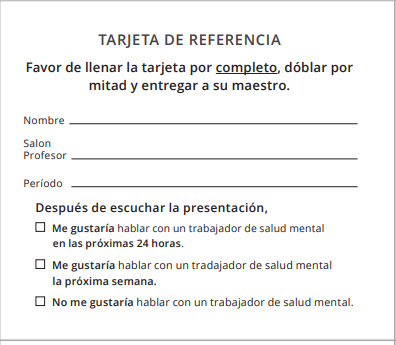 TARJETA DE REFERENCIA
Favor de llenar la tarjeta por completo, dóblar por
mitad y entregar a su maestro.
Nombre
Salon
Profesor
Período
Después de escuchar la presentación,
Me gustaría hablar con un trabajador de salud mental
en las próximas 24 horas.
Me gustaría hablar con un tradajador de salud mental
la próxima semana.
No me gustaría hablar con un trabajador de salud mental.